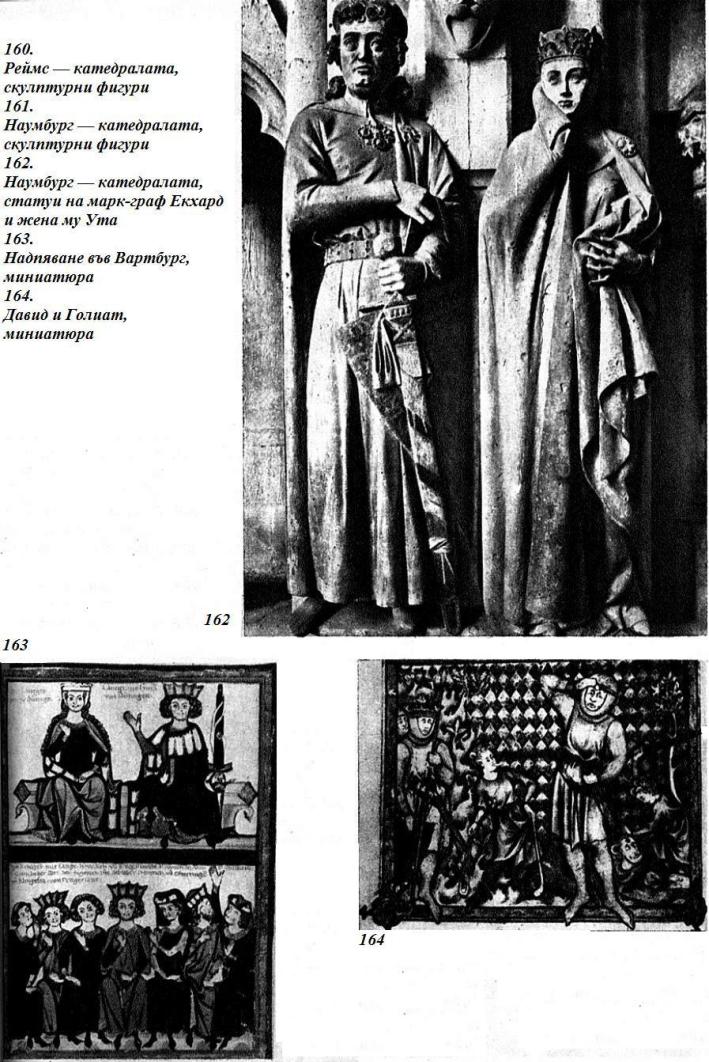 160.
Реймс — катедралата,
скулптурни фигури
161.
Наумбург — катедралата,
скулптурни фигури
162.
Наумбург — катедралата,
статуи на марк-граф Екхард
и жена му Ута
163.
Надпяване във Вартбург,
миниатюра
164.
Давид и Голиат,
миниатюра
162
163
164